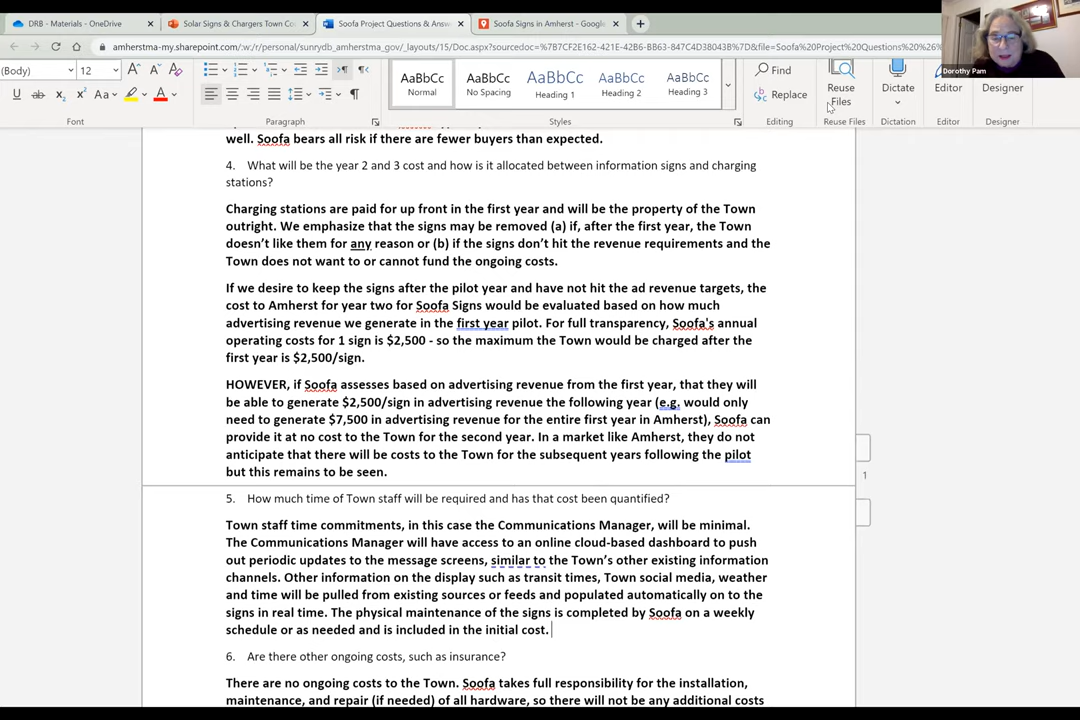 DRB - Materials - OneDrive
Solar Signs & Chargers Town Co
Soofa Project Questions & Answ
Soofa Signs in Amherst - Google
amherstma-my.sharepoint.com/:w:/r/personal/sunrydb_amherstma_gov/_layouts/15/Doc.aspx?sourcedoc=%7B7CF2E162-421E-42B6-BB63-847C4D38043B%7D&file=Soofa%20Project%20Questions%20%26%
(Body) 12 A A A Aa
AaBbCc AaBbCc AaBbCc AaBbCc AaBbCc
Normal No Spacing Heading 1 Heading 2 Heading 3
Find
Replace
Reuse Files
Dictate
Editor
Designer
Font Paragraph Styles Editing Reuse Files Dictation Editor Designer
Dorothy Pam
well. Soofa bears all risk if there are fewer buyers than expected.
4. What will be the year 2 and 3 cost and how is it allocated between information signs and charging
stations?
Charging stations are paid for up front in the first year and will be the property of the Town
outright. We emphasize that the signs may be removed (a) if, after the first year, the Town
doesn't like them for any reason or (b) if the signs don't hit the revenue requirements and the
Town does not want to or cannot fund the ongoing costs.
If we desire to keep the signs after the pilot year and have not hit the ad revenue targets, the
cost to Amherst for year two for Soofa Signs would be evaluated based on how much
advertising revenue we generate in the first year pilot. For full transparency, Soofa's annual
operating costs for 1 sign is $2,500 - so the maximum the Town would be charged after the
first year is $2,500/sign.
HOWEVER, if Soofa assesses based on advertising revenue from the first year, that they will
be able to generate $2,500/sign in advertising revenue the following year (e.g. would only
need to generate $7,500 in advertising revenue for the entire first year in Amherst), Soofa can
provide it at no cost to the Town for the second year. In a market like Amherst, they do not
anticipate that there will be costs to the Town for the subsequent years following the pilot
but this remains to be seen.
1
5. How much time of Town staff will be required and has that cost been quantified?
Town staff time commitments, in this case the Communications Manager, will be minimal.
The Communications Manager will have access to an online cloud-based dashboard to push
out periodic updates to the message screens, similar to the Town's other existing information
channels. Other information on the display such as transit times, Town social media, weather
and time will be pulled from existing sources or feeds and populated automatically on to the
signs in real time. The physical maintenance of the signs is completed by Soofa on a weekly
schedule or as needed and is included in the initial cost.
6. Are there other ongoing costs, such as insurance?
There are no ongoing costs to the Town. Soofa takes full responsibility for the installation,
maintenance, and repair (if needed) of all hardware, so there will not be any additional costs